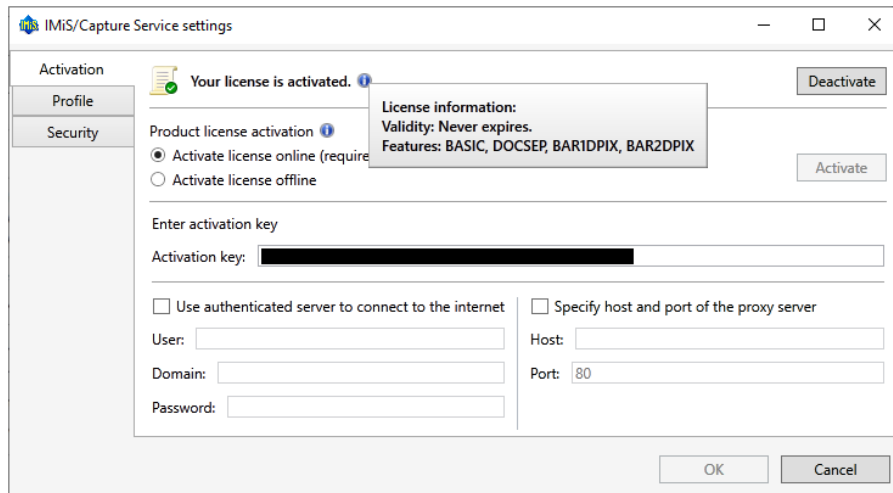 IMiS/Capture Service settings
Activation
Profile
Security
Your license is activated.
Deactivate
License information:
Validity: Never expires.
Features: BASIC, DOCSEP, BAR1DPIX, BAR2DPIX
Product license activation
Activate license online (require
Activate license offline
Activate
Enter activation key
Activation key:
Use authenticated server to connect to the internet
User:
Domain:
Password:
Specify host and port of the proxy server
Host:
Port: 80
OK
Cancel